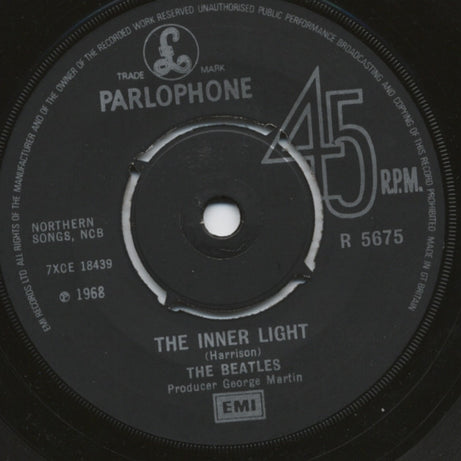 EMI RECORDS LTD ALL RIGHTS OF THE MANUFACTURER AND OF THE OWNER OF THE RECORDED WORK RESERVED UNAUTHORISED PUBLIC PERFORMANCE BROADCASTING AND COPYING OF THIS RECORD PROHIBITED MADE IN GT BRITAIN
£
TRADE MARK
PARLOPHONE
45
R.P.M.
NORTHERN
SONGS, NCB
R 5675
7XCE 18439
℗ 1968
THE INNER LIGHT
(Harrison)
THE BEATLES
Producer George Martin
EMI